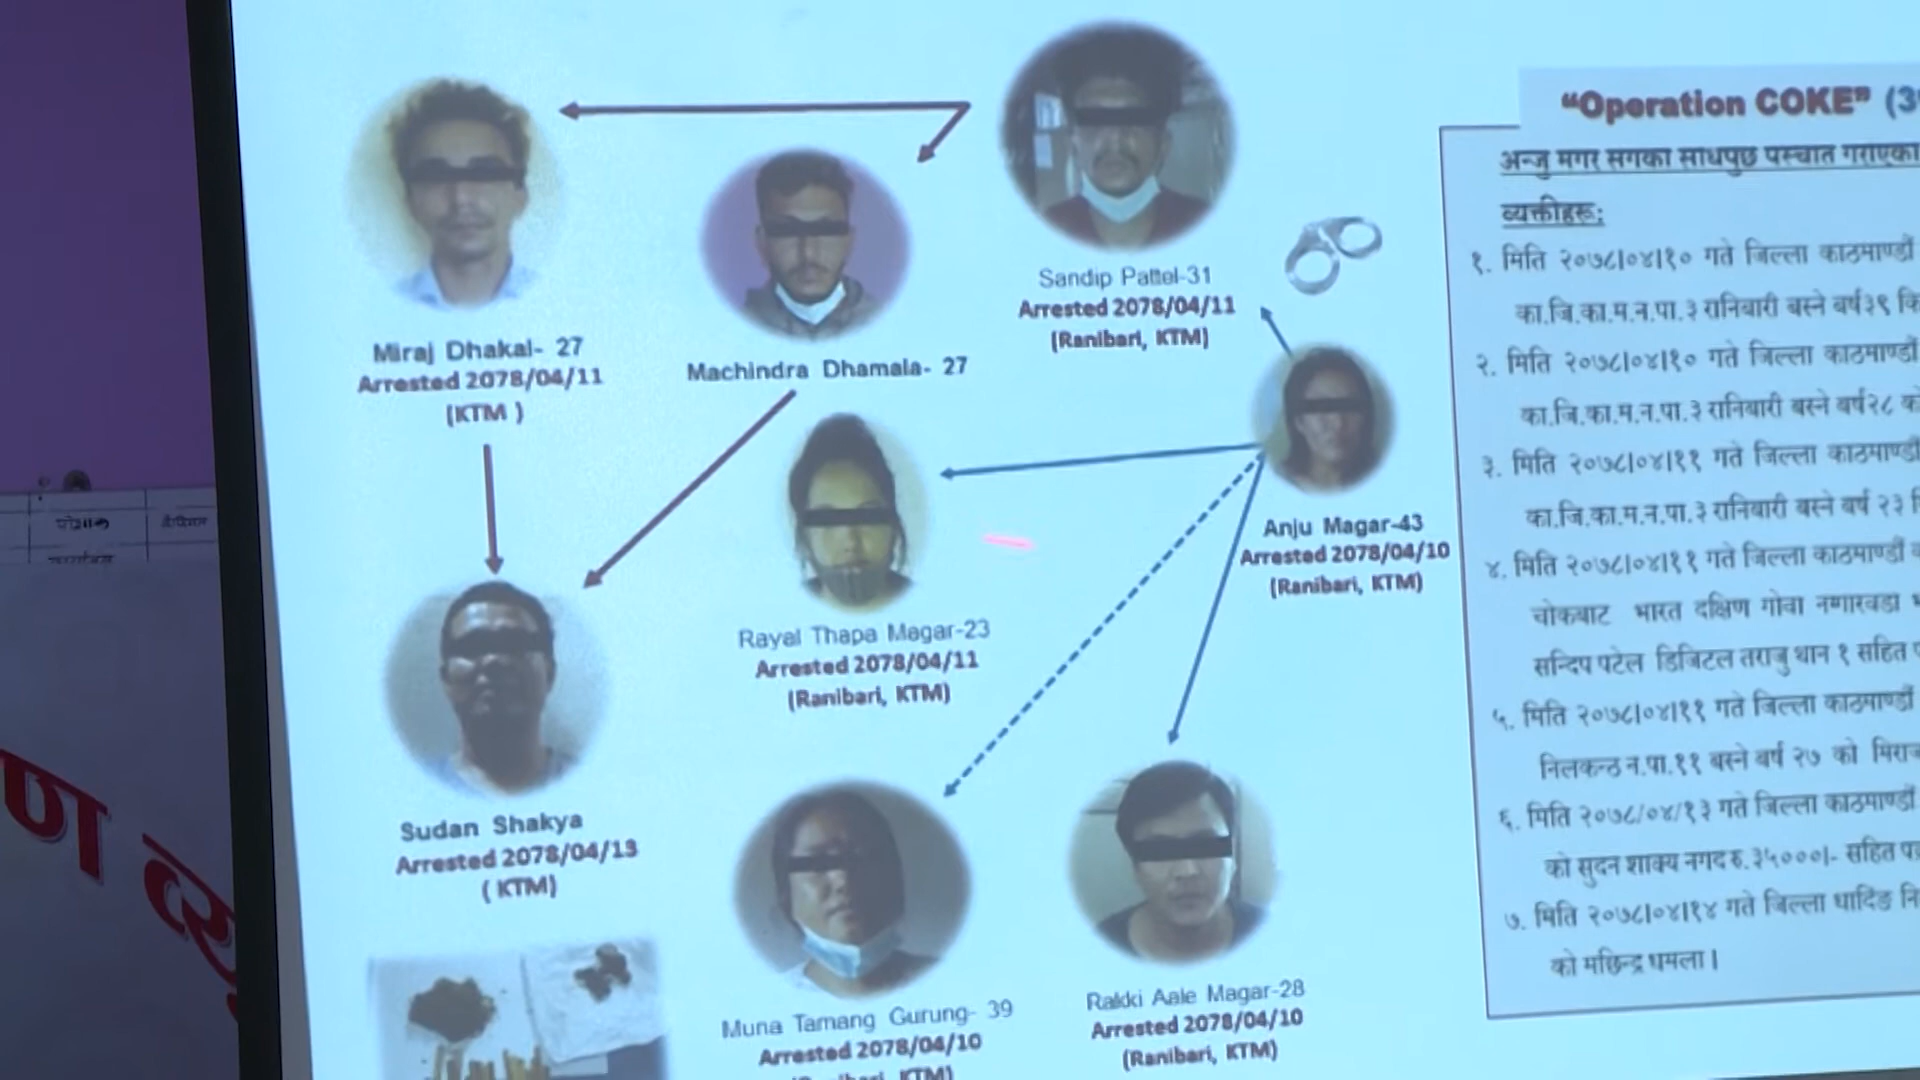 Miraj Dhakal- 27
Arrested 2078/04/11
(KTM )
Machindra Dhamala- 27
Sandip Pattel-31
Arrested 2078/04/11
(Ranibari, KTM)
Anju Magar-43
Arrested 2078/04/10
(Ranibari, KTM)
Rayal Thapa Magar-23
Arrested 2078/04/11
(Ranibari, KTM)
Sudan Shakya
Arrested 2078/04/13
( KTM)
Muna Tamang Gurung- 39
Arrested 2078/04/10
KTM)
Rakki Aale Magar-28
Arrested 2078/04/10
(Ranibari, KTM)
“Operation COKE” (3
अन्जु मगर सगका सोधपुछ पस्चात गराएका
व्यक्तीहरू:
१. मिति २०७८।०४।१० गते जिल्ला काठमाण्डौं
का.जि.का.म.न.पा.३ रानिबारी बस्ने बर्ष३९ कि
२. मिति २०७८।०४।१० गते जिल्ला काठमाण्डौं
का.जि.का.म.न.पा.३ रानिबारी बस्ने बर्ष२८ को
३. मिति २०७८।०४।११ गते जिल्ला काठमाण्डौं
का.जि.का.म.न.पा.३ रानिबारी बस्ने बर्ष २३
४. मिति २०७८।०४।११ गते जिल्ला काठमाण्डौं
चोकबाट भारत दक्षिण गोवा
सन्दिप पटेल डिजिटल तराजु थान १ सहित
५. मिति २०७८।०४।११ गते जिल्ला काठमाण्डौं
निलकन्ठ न.पा.११ बस्ने बर्ष २७ को मिराज
६. मिति २०७८/०४/१३ गते जिल्ला काठमाण्डौं
को सुदन शाक्य नगद रु.३५०००/- सहित
७. मिति २०७८।०४।१४ गते जिल्ला धादिङ नि
को मछिन्द्र धमला।